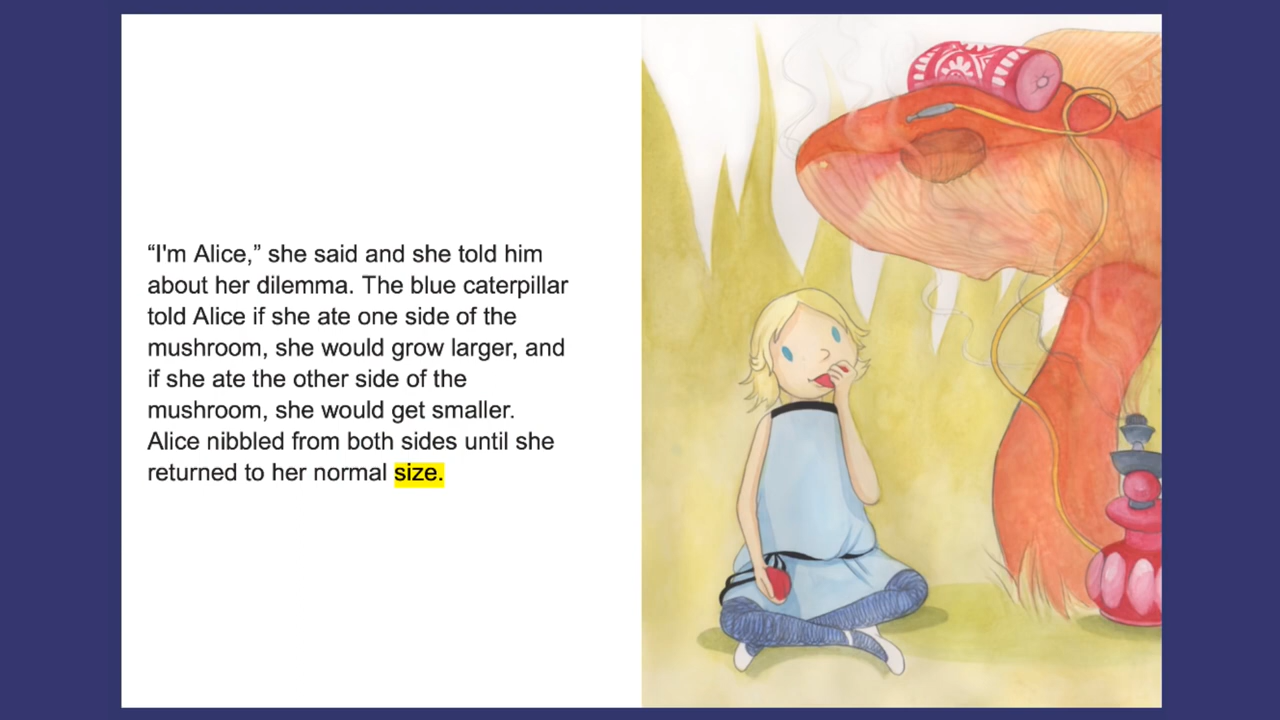 “I'm Alice,” she said and she told him
about her dilemma. The blue caterpillar
told Alice if she ate one side of the
mushroom, she would grow larger, and
if she ate the other side of the
mushroom, she would get smaller.
Alice nibbled from both sides until she
returned to her normal size.